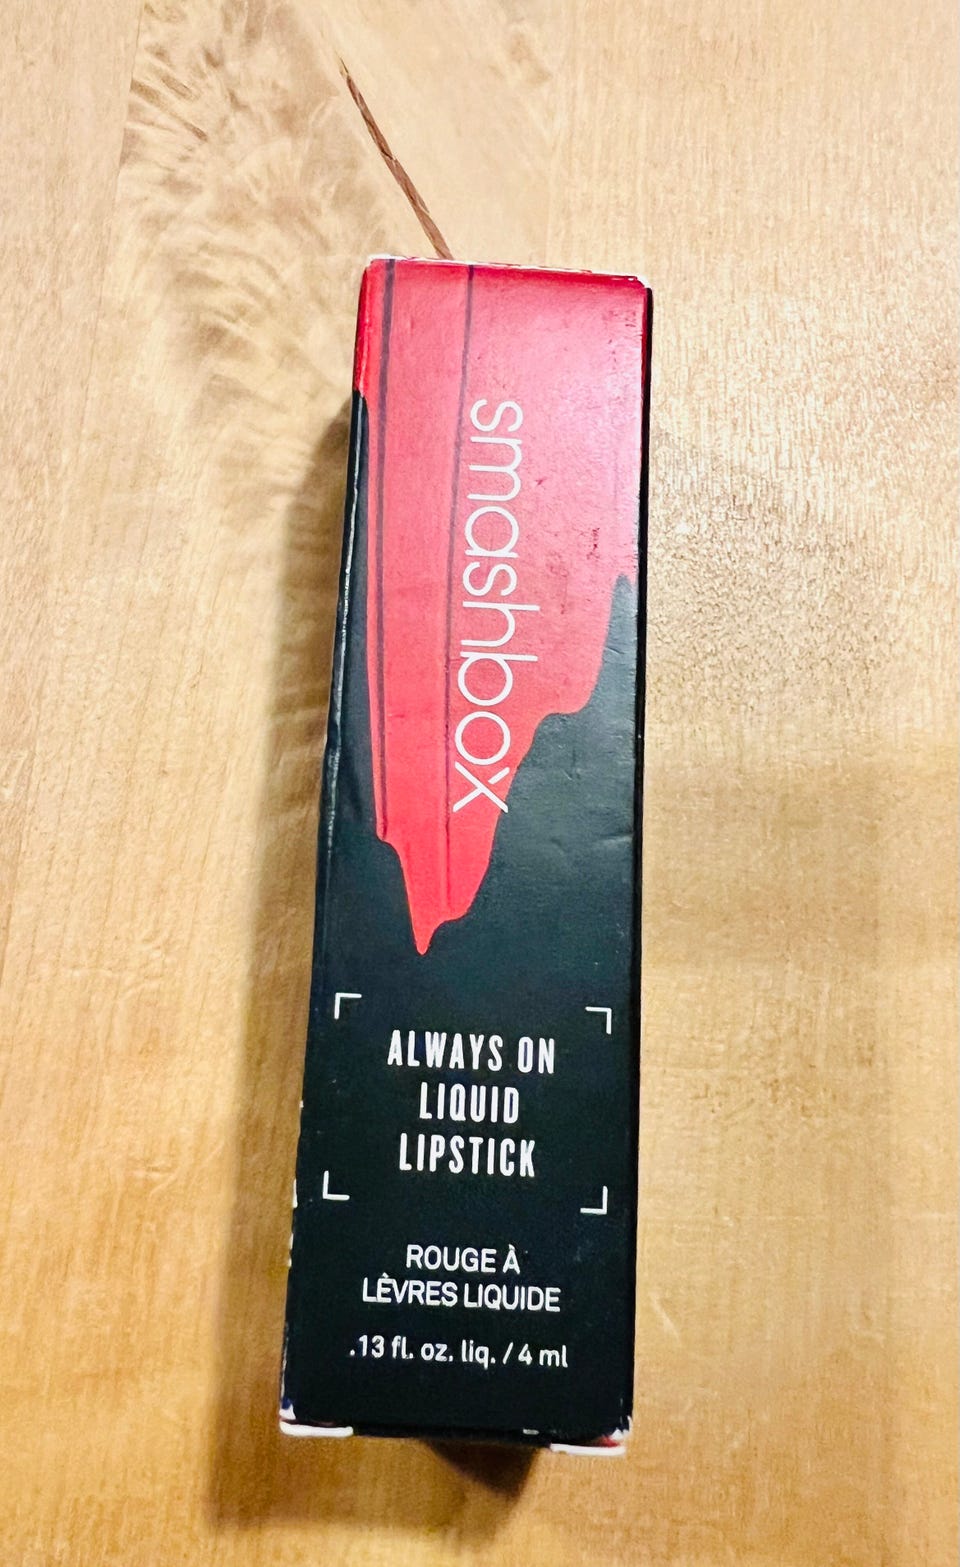 smashbox
ALWAYS ON
LIQUID
LIPSTICK
ROUGE À
LÈVRES LIQUIDE
.13 fl. oz. liq. / 4 ml